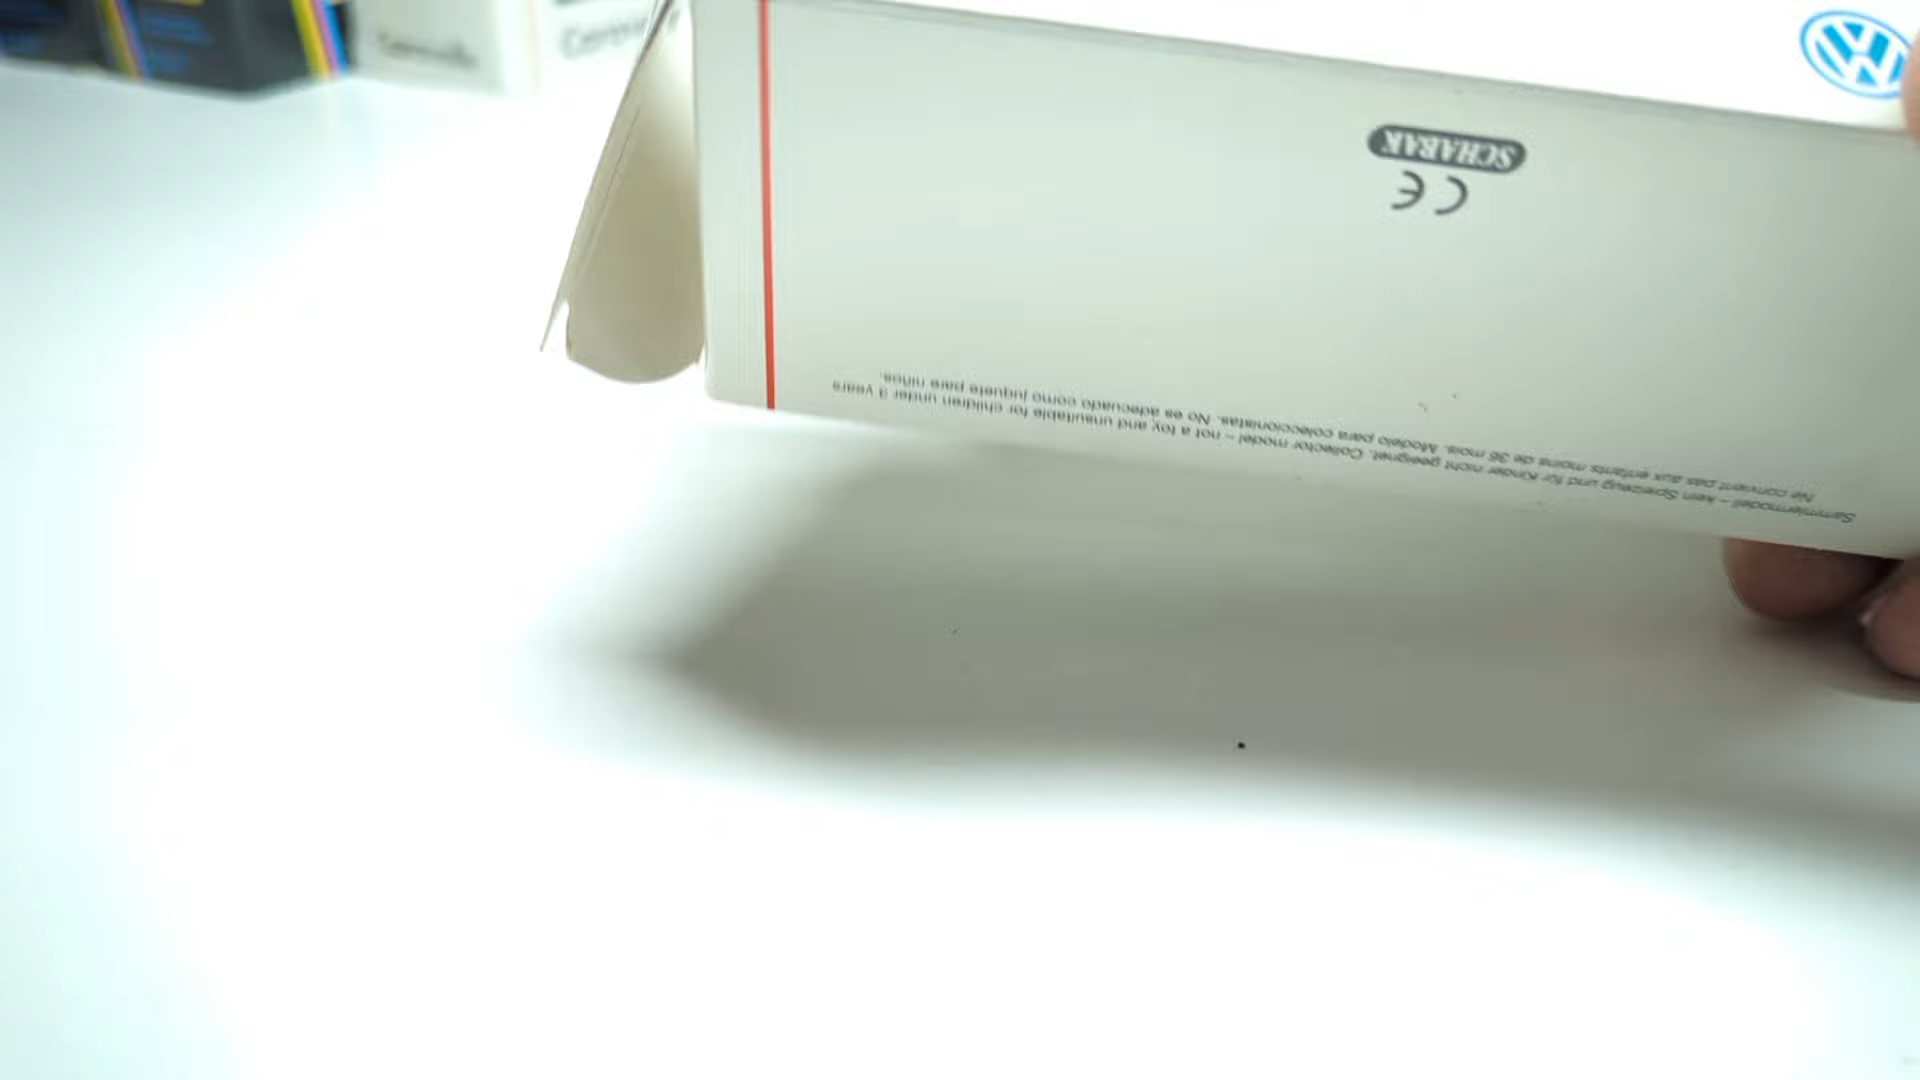 Sammlermodell – kein Spielzeug und für Kinder nicht geeignet. Collector model – not a toy, and unsuitable for children under 3 years
Ne convient pas aux enfants moins de 36 mois. Modelo para coleccionistas. No es adecuado como juguete para niños.
CE
SCHABAK
VW